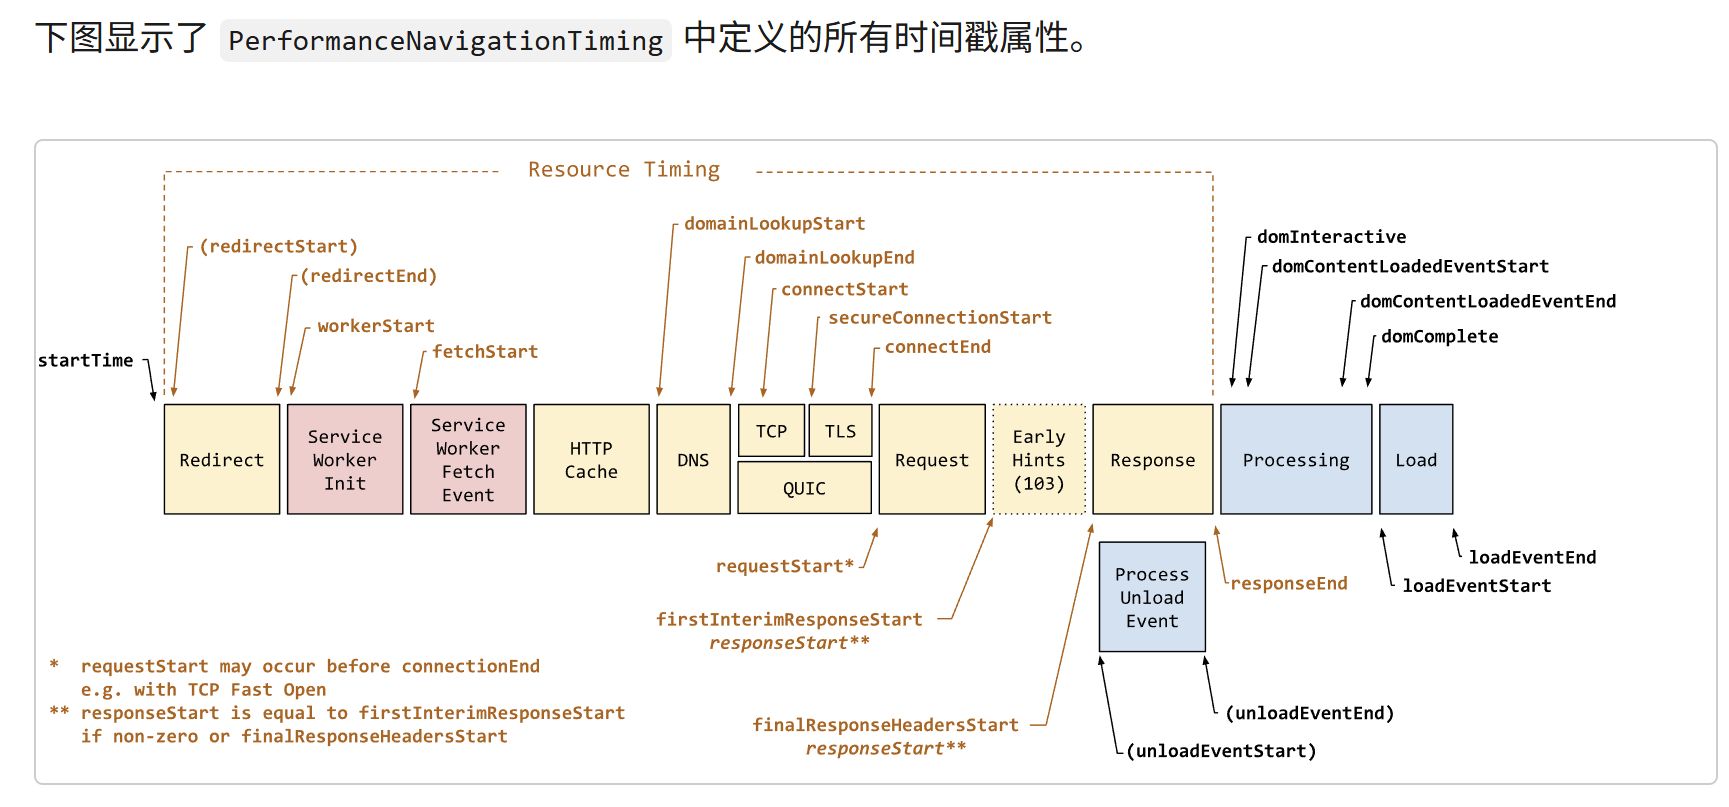 下图显示了 PerformanceNavigationTiming 中定义的所有时间戳属性。
Resource Timing
(redirectStart)
(redirectEnd)
workerStart
fetchStart
startTime
domainLookupStart
domainLookupEnd
connectStart
secureConnectionStart
connectEnd
domInteractive
domContentLoadedEventStart
domContentLoadedEventEnd
domComplete
Redirect
Service
Worker
Init
Service
Worker
Fetch
Event
HTTP
Cache
DNS
TCP
TLS
QUIC
Request
Early
Hints
(103)
Response
Processing
Load
Process
Unload
Event
requestStart*
firstInterimResponseStart
responseStart**
finalResponseHeadersStart
responseStart**
responseEnd
loadEventEnd
loadEventStart
(unloadEventEnd)
(unloadEventStart)
* requestStart may occur before connectionEnd
e.g. with TCP Fast Open
** responseStart is equal to firstInterimResponseStart
if non-zero or finalResponseHeadersStart